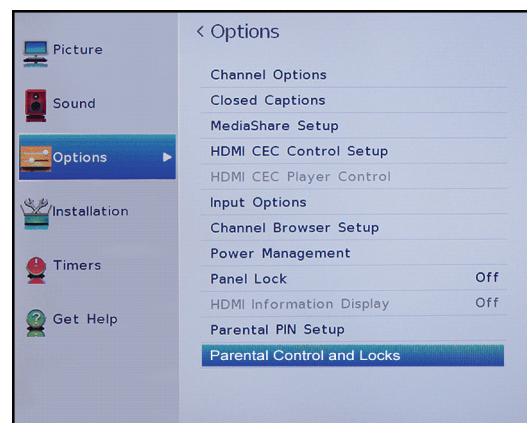 Picture
Sound
Options
Installation
Timers
Get Help
< Options
Channel Options
Closed Captions
MediaShare Setup
HDMI CEC Control Setup
HDMI CEC Player Control
Input Options
Channel Browser Setup
Power Management
Panel Lock Off
HDMI Information Display Off
Parental PIN Setup
Parental Control and Locks